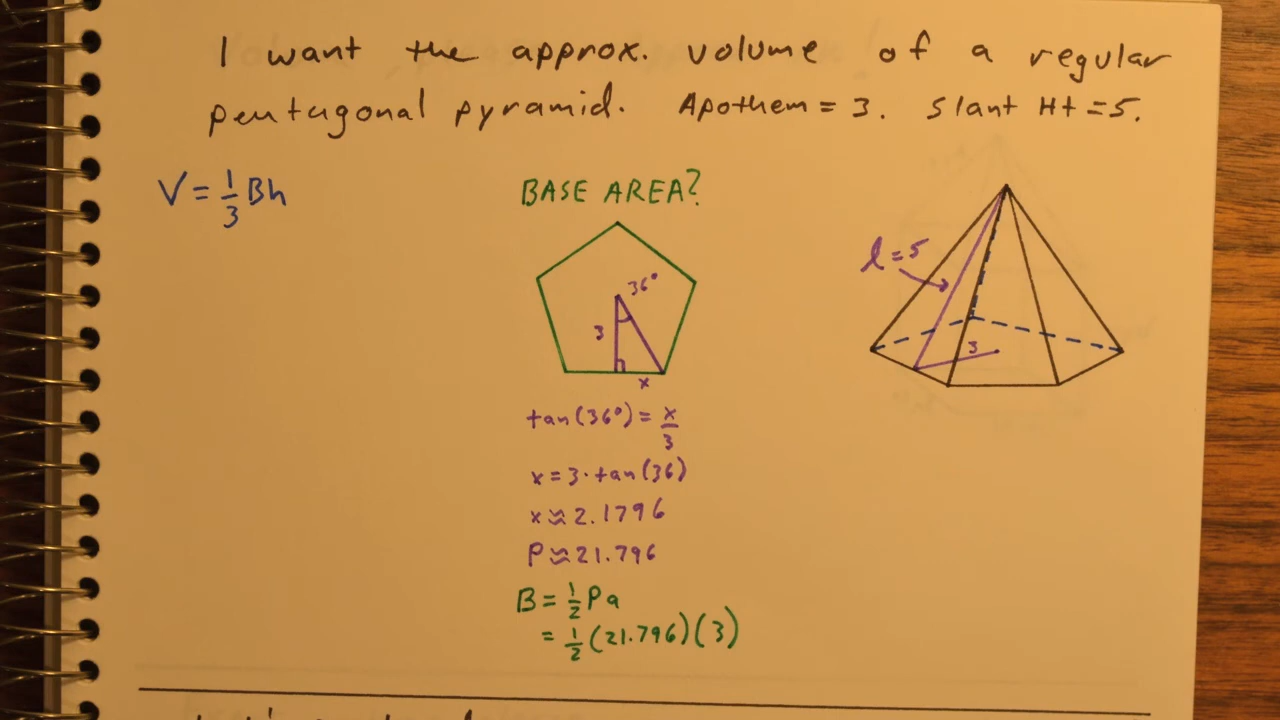 I want the approx. volume of a regular
pentagonal pyramid. Apothem = 3. Slant Ht = 5.
V = 1/3 Bh
BASE AREA?
36°
3
x
tan(36°) = x/3
x = 3·tan(36)
x ≈ 2.1796
P ≈ 21.796
B = 1/2 Pa
= 1/2 (21.796)(3)
l = 5
3